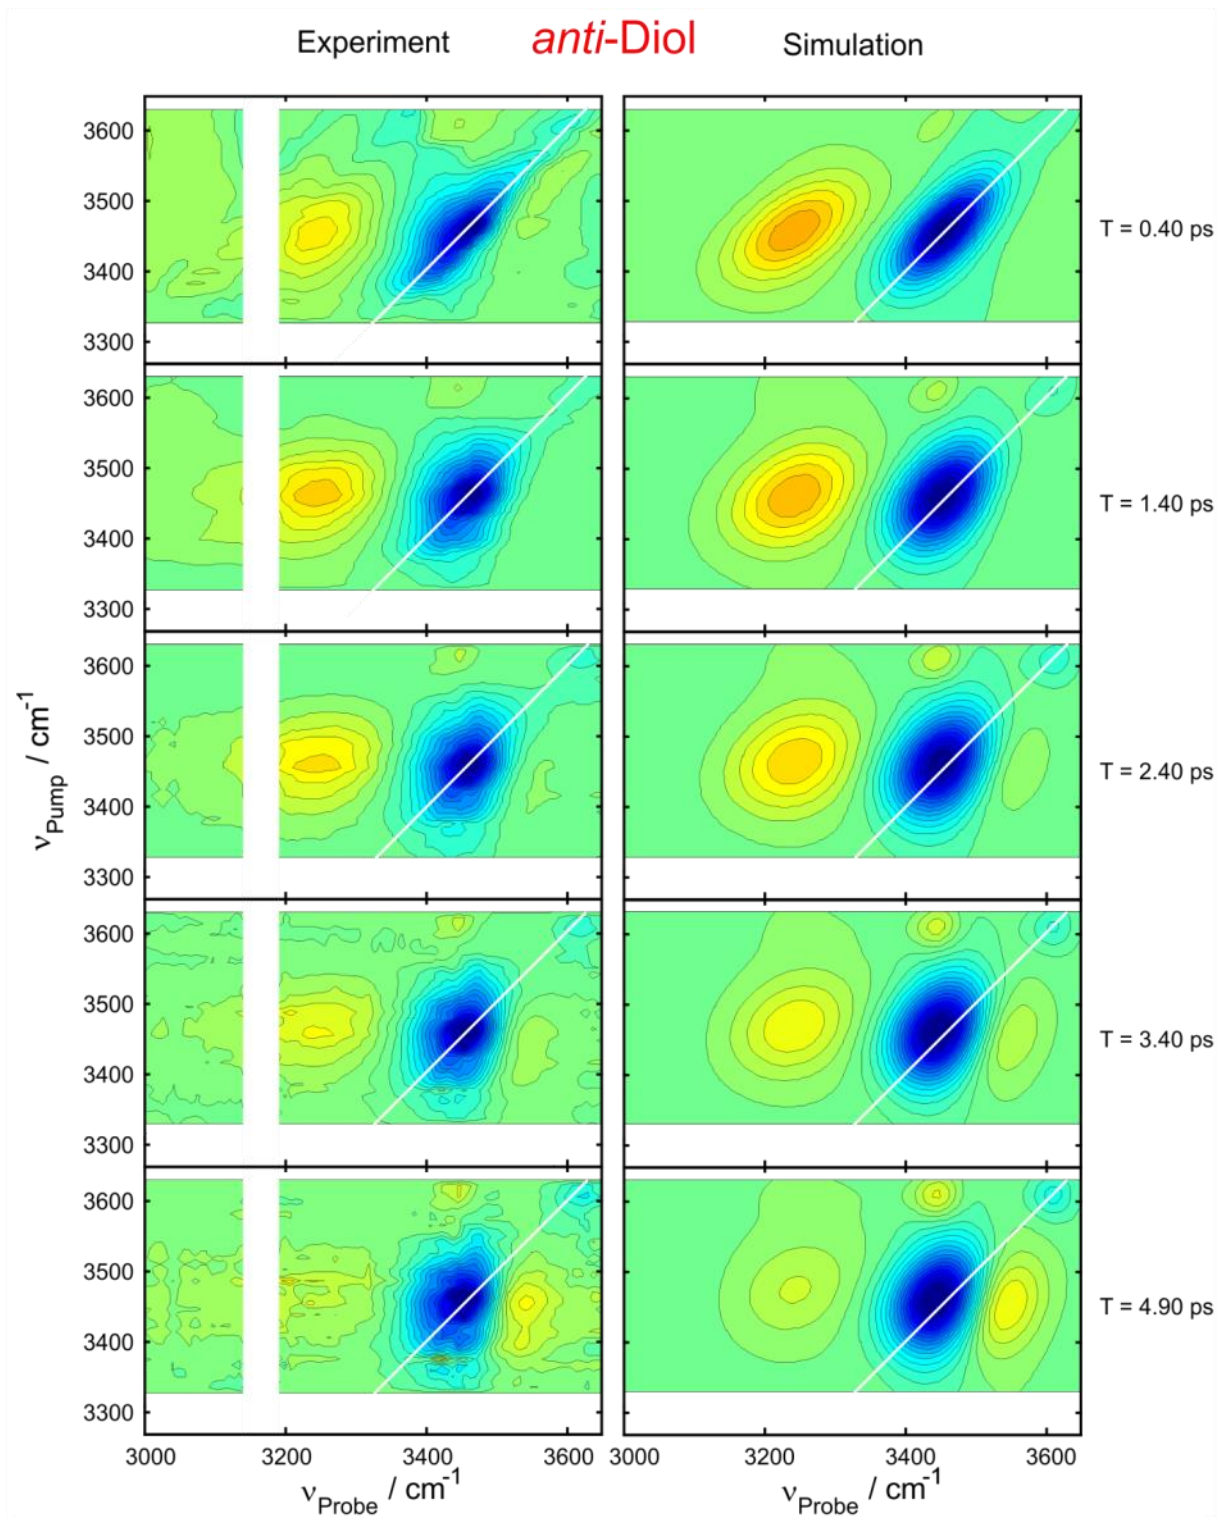 Experiment anti-Diol Simulation
3600
3500
3400
3300
T = 0.40 ps
3600
3500
3400
3300
T = 1.40 ps
3600
3500
3400
3300
T = 2.40 ps
3600
3500
3400
3300
T = 3.40 ps
3600
3500
3400
3300
T = 4.90 ps
νPump / cm-1
3000 3200 3400 3600 3000 3200 3400 3600
νProbe / cm-1 νProbe / cm-1